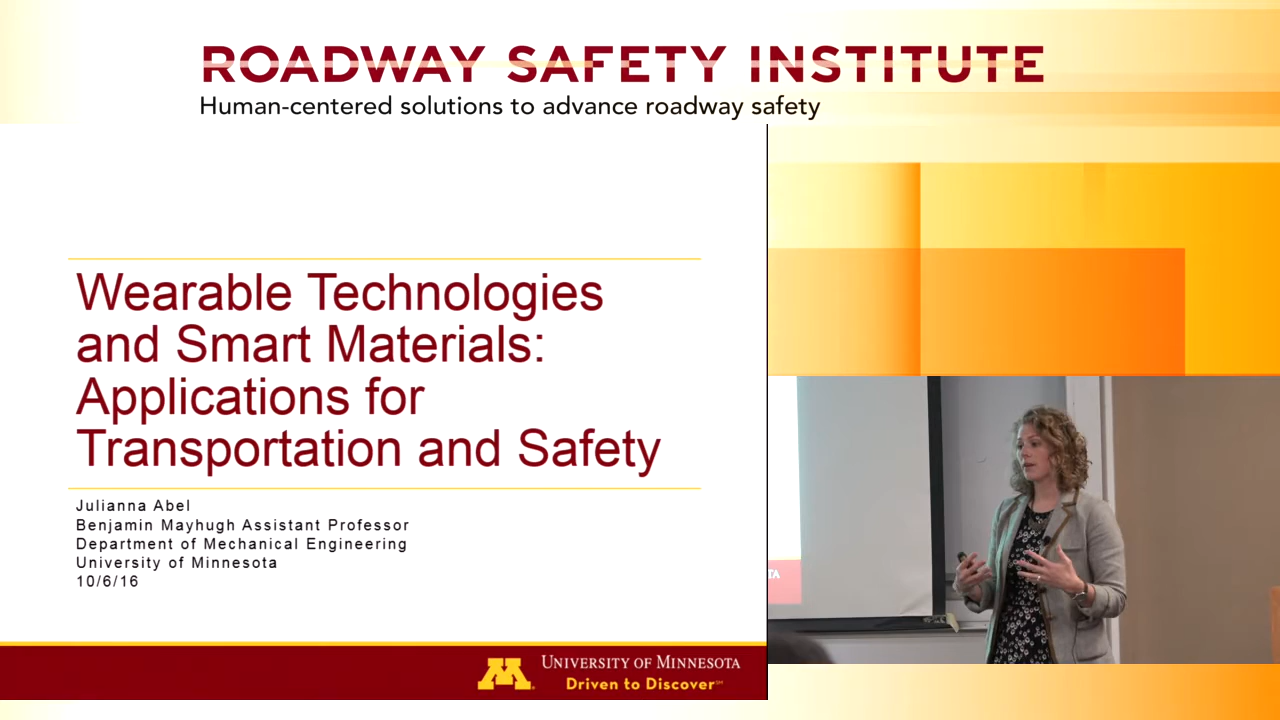 ROADWAY SAFETY INSTITUTE
Human-centered solutions to advance roadway safety
Wearable Technologies
and Smart Materials:
Applications for
Transportation and Safety
Julianna Abel
Benjamin Mayhugh Assistant Professor
Department of Mechanical Engineering
University of Minnesota
10/6/16
M
UNIVERSITY OF MINNESOTA
Driven to Discover℠
TA